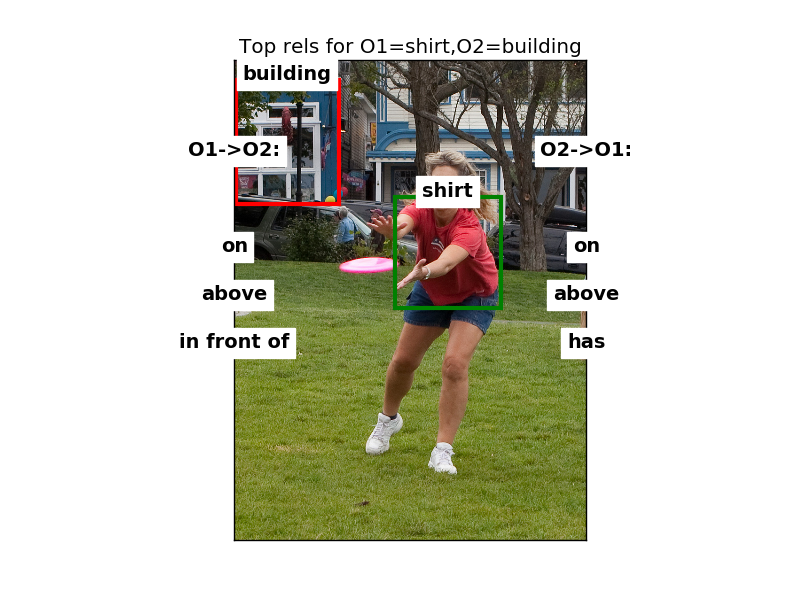 Top rels for O1=shirt,O2=building
building
O1->O2:
O2->O1:
shirt
on
on
above
above
in front of
has